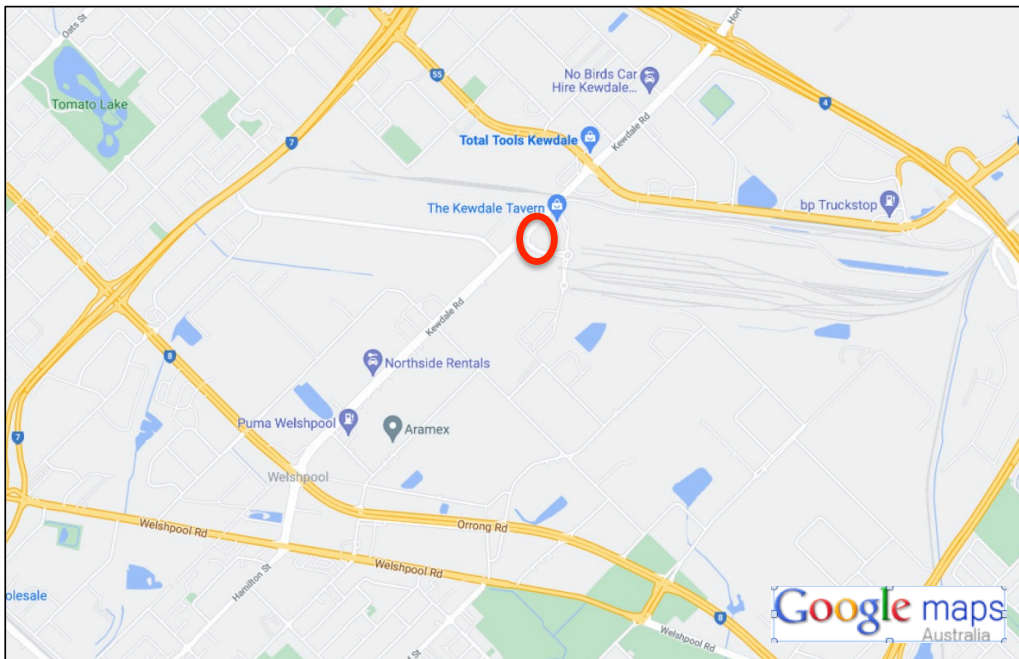 Oats St
Horr
No Birds Car
Hire Kewdale...
55
Tomato Lake
4
7
Total Tools Kewdale
Kewdale Rd
The Kewdale Tavern
bp Truckstop
Kewdale Rd
8
Northside Rentals
Puma Welshpool
Aramex
7
Welshpool
Orrong Rd
Welshpool Rd
Welshpool Rd
Hamilton St
olesale
8
Welshpool Rd
Google maps
Australia